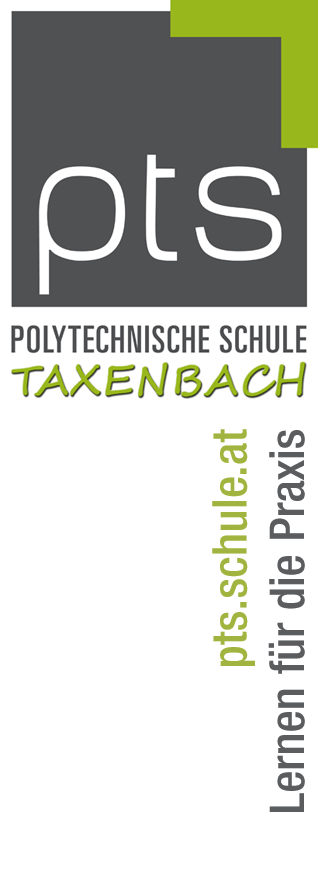 pts
POLYTECHNISCHE SCHULE
TAXENBACH
pts.schule.at
Lernen für die Praxis